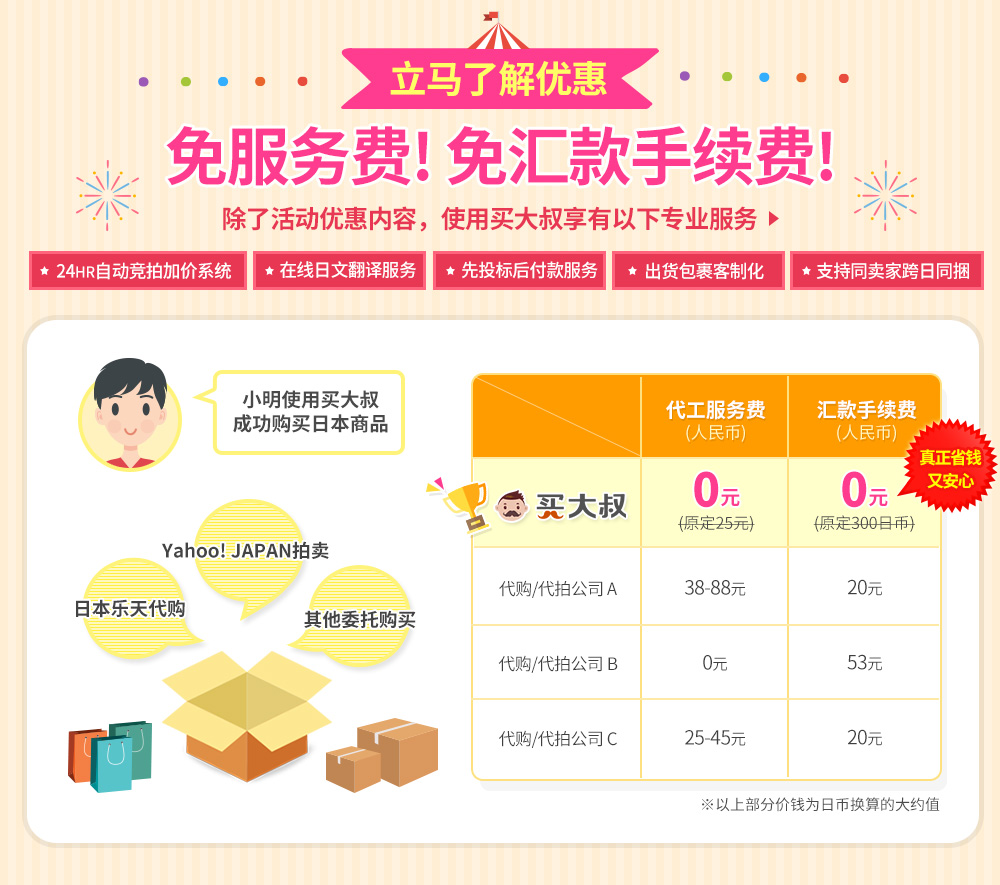 立马了解优惠
免服务费! 免汇款手续费!
除了活动优惠内容，使用买大叔享有以下专业服务
24HR自动竞拍加价系统
在线日文翻译服务
先投标后付款服务
出货包裹客制化
支持同卖家跨日同捆
小明使用买大叔
成功购买日本商品
Yahoo! JAPAN拍卖
日本乐天代购
其他委托购买
代工服务费
(人民币)
汇款手续费
(人民币)
真正省钱
又安心
买大叔
0元
(原定25元)
0元
(原定300日币)
代购/代拍公司 A
38-88元
20元
代购/代拍公司 B
0元
53元
代购/代拍公司 C
25-45元
20元
※以上部分价钱为日币换算的大约值